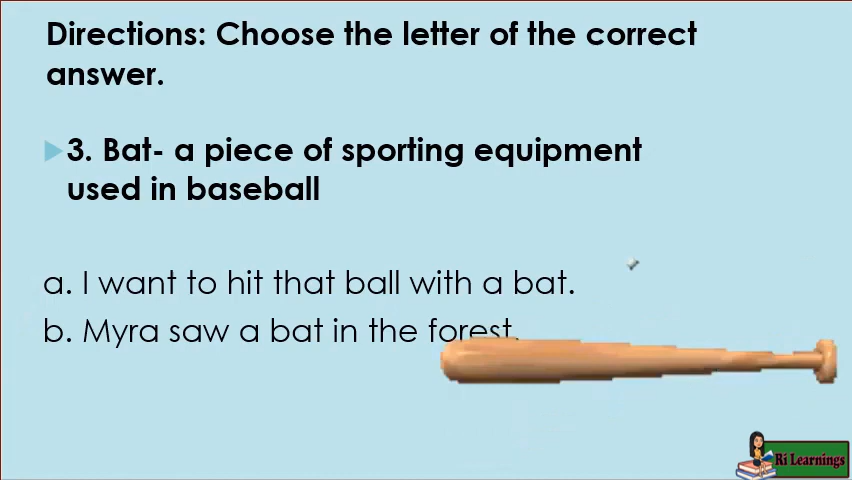 Directions: Choose the letter of the correct
answer.
3. Bat- a piece of sporting equipment
used in baseball
a. I want to hit that ball with a bat.
b. Myra saw a bat in the forest.
Ri Learnings